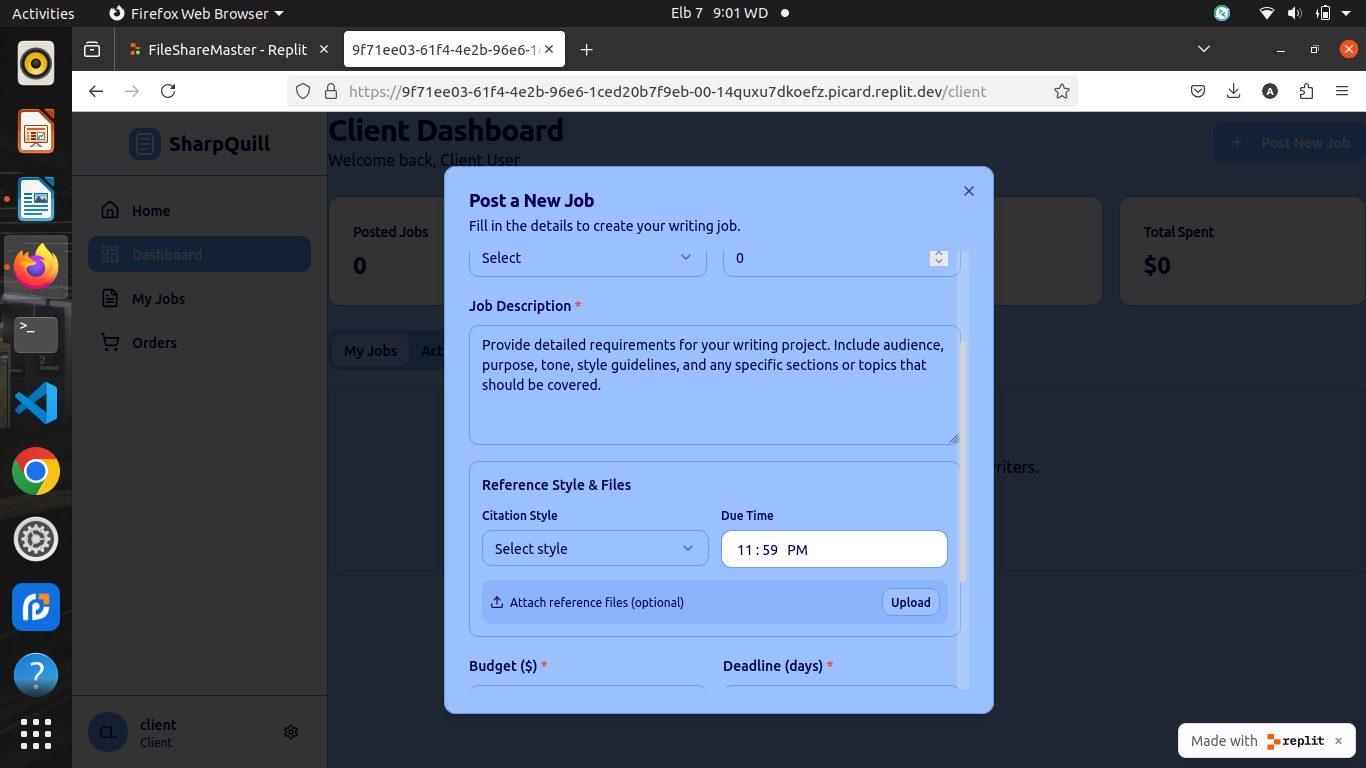 Activities
Firefox Web Browser
Elb 7 9:01 WD
FileShareMaster - Replit
9f71ee03-61f4-4e2b-96e6-1
https://9f71ee03-61f4-4e2b-96e6-1ced20b7f9eb-00-14quxu7dkoefz.picard.replit.dev/client
SharpQuill
Home
Dashboard
My Jobs
Orders
client
Client
CL
Client Dashboard
Welcome back, Client User
+ Post New Job
Posted Jobs
0
Total Spent
$0
My Jobs
Act
writers.
Post a New Job
Fill in the details to create your writing job.
Select
0
Job Description *
Provide detailed requirements for your writing project. Include audience,
purpose, tone, style guidelines, and any specific sections or topics that
should be covered.
Reference Style & Files
Citation Style
Due Time
Select style
11 : 59 PM
Attach reference files (optional)
Upload
Budget ($) *
Deadline (days) *
Made with replit